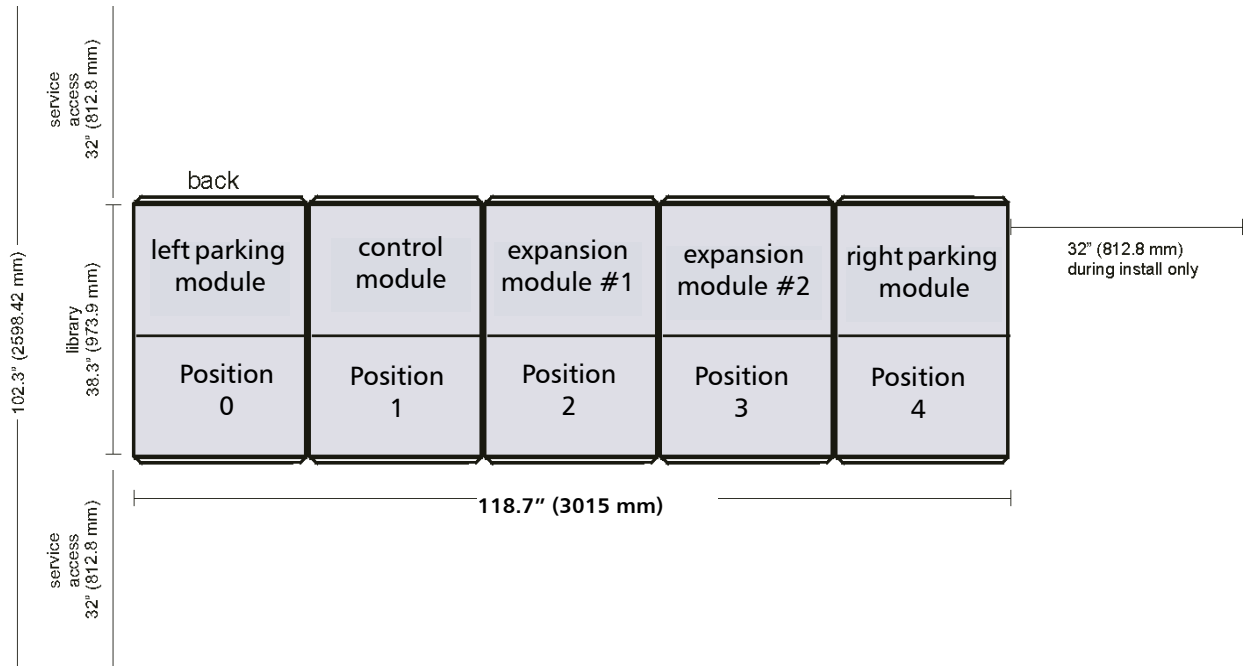 service
access
32" (812.8 mm)
back
left parking
module
control
module
expansion
module #1
expansion
module #2
right parking
module
32" (812.8 mm)
during install only
102.3" (2598.42 mm)
library
38.3" (973.9 mm)
Position
0
Position
1
Position
2
Position
3
Position
4
118.7" (3015 mm)
service
access
32" (812.8 mm)